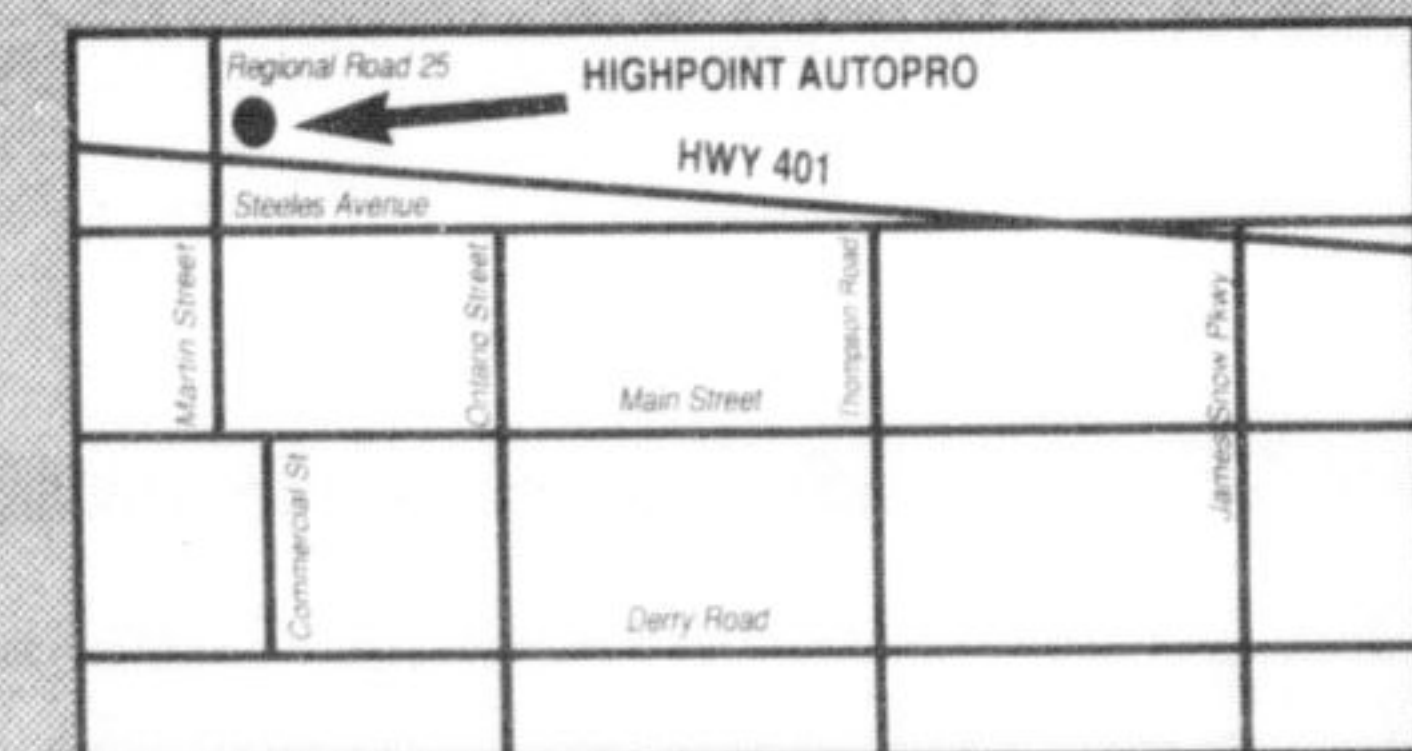 Regional Road 25
HIGHPOINT AUTOPRO
HWY 401
Steeles Avenue
Martin Street
Ontario Street
Thompson Road
James Snow Pkwy
Main Street
Commercial St
Derry Road